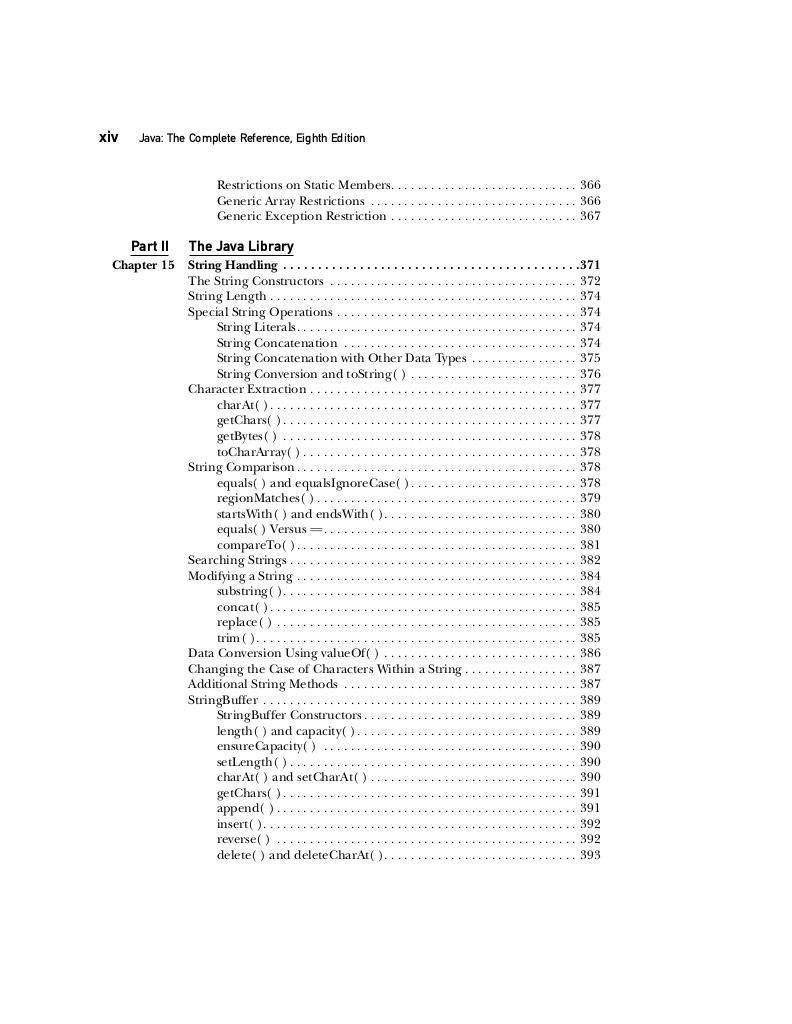 xiv Java: The Complete Reference, Eighth Edition
Restrictions on Static Members. . . . . . . . . . . . . . . . . . . . . . . . . . . . 366
Generic Array Restrictions . . . . . . . . . . . . . . . . . . . . . . . . . . . . . . . 366
Generic Exception Restriction . . . . . . . . . . . . . . . . . . . . . . . . . . . . 367
Part II The Java Library
Chapter 15 String Handling . . . . . . . . . . . . . . . . . . . . . . . . . . . . . . . . . . . . . . . . . . .371
The String Constructors . . . . . . . . . . . . . . . . . . . . . . . . . . . . . . . . . . . . . 372
String Length . . . . . . . . . . . . . . . . . . . . . . . . . . . . . . . . . . . . . . . . . . . . . . 374
Special String Operations . . . . . . . . . . . . . . . . . . . . . . . . . . . . . . . . . . . . 374
String Literals. . . . . . . . . . . . . . . . . . . . . . . . . . . . . . . . . . . . . . . . . . 374
String Concatenation . . . . . . . . . . . . . . . . . . . . . . . . . . . . . . . . . . . 374
String Concatenation with Other Data Types . . . . . . . . . . . . . . . . 375
String Conversion and toString( ) . . . . . . . . . . . . . . . . . . . . . . . . . 376
Character Extraction . . . . . . . . . . . . . . . . . . . . . . . . . . . . . . . . . . . . . . . . 377
charAt( ) . . . . . . . . . . . . . . . . . . . . . . . . . . . . . . . . . . . . . . . . . . . . . . 377
getChars( ) . . . . . . . . . . . . . . . . . . . . . . . . . . . . . . . . . . . . . . . . . . . . 377
getBytes( ) . . . . . . . . . . . . . . . . . . . . . . . . . . . . . . . . . . . . . . . . . . . . 378
toCharArray( ) . . . . . . . . . . . . . . . . . . . . . . . . . . . . . . . . . . . . . . . . . 378
String Comparison . . . . . . . . . . . . . . . . . . . . . . . . . . . . . . . . . . . . . . . . . . 378
equals( ) and equalsIgnoreCase( ) . . . . . . . . . . . . . . . . . . . . . . . . . 378
regionMatches( ) . . . . . . . . . . . . . . . . . . . . . . . . . . . . . . . . . . . . . . . 379
startsWith( ) and endsWith( ). . . . . . . . . . . . . . . . . . . . . . . . . . . . . 380
equals( ) Versus == . . . . . . . . . . . . . . . . . . . . . . . . . . . . . . . . . . . . . . 380
compareTo( ) . . . . . . . . . . . . . . . . . . . . . . . . . . . . . . . . . . . . . . . . . . 381
Searching Strings . . . . . . . . . . . . . . . . . . . . . . . . . . . . . . . . . . . . . . . . . . . 382
Modifying a String . . . . . . . . . . . . . . . . . . . . . . . . . . . . . . . . . . . . . . . . . . 384
substring( ) . . . . . . . . . . . . . . . . . . . . . . . . . . . . . . . . . . . . . . . . . . . . 384
concat( ) . . . . . . . . . . . . . . . . . . . . . . . . . . . . . . . . . . . . . . . . . . . . . . 385
replace( ) . . . . . . . . . . . . . . . . . . . . . . . . . . . . . . . . . . . . . . . . . . . . . 385
trim( ). . . . . . . . . . . . . . . . . . . . . . . . . . . . . . . . . . . . . . . . . . . . . . . . 385
Data Conversion Using valueOf( ) . . . . . . . . . . . . . . . . . . . . . . . . . . . . . 386
Changing the Case of Characters Within a String . . . . . . . . . . . . . . . . . 387
Additional String Methods . . . . . . . . . . . . . . . . . . . . . . . . . . . . . . . . . . . 387
StringBuffer . . . . . . . . . . . . . . . . . . . . . . . . . . . . . . . . . . . . . . . . . . . . . . . 389
StringBuffer Constructors . . . . . . . . . . . . . . . . . . . . . . . . . . . . . . . . 389
length( ) and capacity( ) . . . . . . . . . . . . . . . . . . . . . . . . . . . . . . . . . 389
ensureCapacity( ) . . . . . . . . . . . . . . . . . . . . . . . . . . . . . . . . . . . . . . 390
setLength( ) . . . . . . . . . . . . . . . . . . . . . . . . . . . . . . . . . . . . . . . . . . . 390
charAt( ) and setCharAt( ) . . . . . . . . . . . . . . . . . . . . . . . . . . . . . . . 390
getChars( ) . . . . . . . . . . . . . . . . . . . . . . . . . . . . . . . . . . . . . . . . . . . . 391
append( ) . . . . . . . . . . . . . . . . . . . . . . . . . . . . . . . . . . . . . . . . . . . . . 391
insert( ). . . . . . . . . . . . . . . . . . . . . . . . . . . . . . . . . . . . . . . . . . . . . . . 392
reverse( ) . . . . . . . . . . . . . . . . . . . . . . . . . . . . . . . . . . . . . . . . . . . . . 392
delete( ) and deleteCharAt( ). . . . . . . . . . . . . . . . . . . . . . . . . . . . . 393